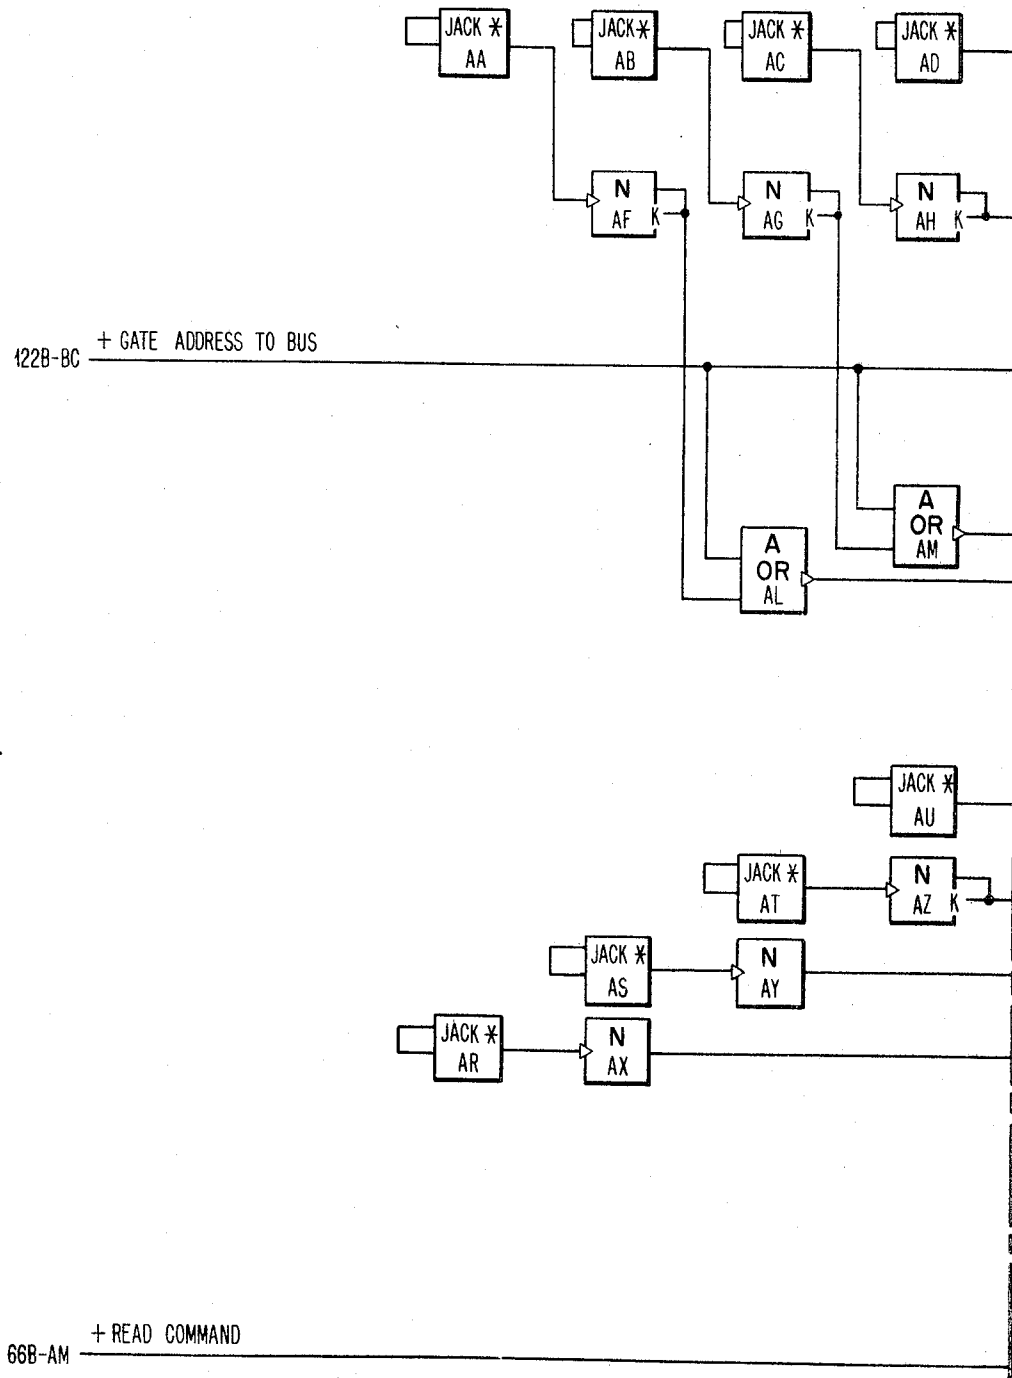 JACK * JACK * JACK * JACK *
AA AB AC AD
N N N
AF K AG K AH K
+ GATE ADDRESS TO BUS
122B-BC
A
OR
AM
A
OR
AL
JACK *
AU
JACK * N
AT AZ K
JACK * N
AS AY
JACK * N
AR AX
+ READ COMMAND
66B-AM